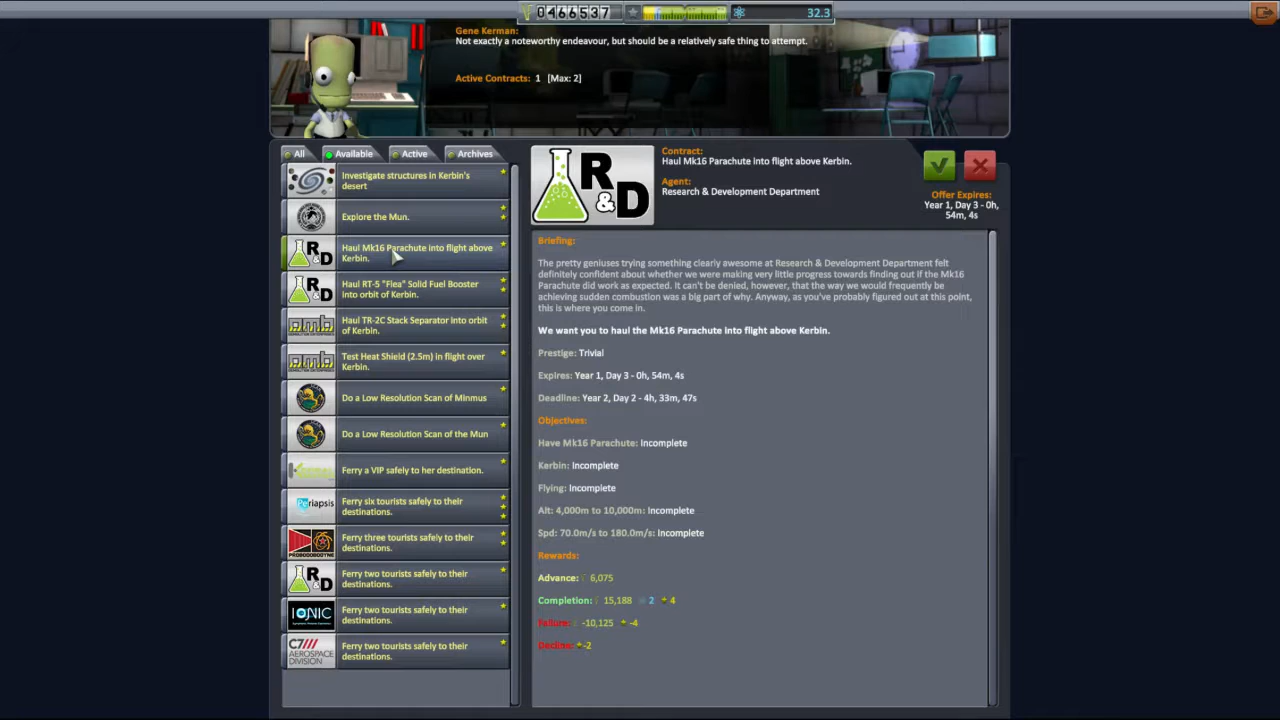 0466537
32.3
Gene Kerman:
Not exactly a noteworthy endeavour, but should be a relatively safe thing to attempt.
Active Contracts: 1 [Max: 2]
All
Available
Active
Archives
Investigate structures in Kerbin's
desert
Explore the Mun.
R&D
Haul Mk16 Parachute into flight above
Kerbin.
R&D
Haul RT-5 "Flea" Solid Fuel Booster
into orbit of Kerbin.
omb
Haul TR-2C Stack Separator into orbit
of Kerbin.
omb
Test Heat Shield (2.5m) in flight over
Kerbin.
Do a Low Resolution Scan of Minmus
Do a Low Resolution Scan of the Mun
Ferry a VIP safely to her destination.
Periapsis
Ferry six tourists safely to their
destinations.
PROBODOBODYNE
Ferry three tourists safely to their
destinations.
R&D
Ferry two tourists safely to their
destinations.
IONIC
Ferry two tourists safely to their
destinations.
C7///
AEROSPACE
DIVISION
Ferry two tourists safely to their
destinations.
R&D
Contract:
Haul Mk16 Parachute into flight above Kerbin.
Agent:
Research & Development Department
Offer Expires:
Year 1, Day 3 - 0h,
54m, 4s
Briefing:
The pretty geniuses trying something clearly awesome at Research & Development Department felt
definitely confident about whether we were making very little progress towards finding out if the Mk16
Parachute did work as expected. It can't be denied, however, that the way we would frequently be
achieving sudden combustion was a big part of why. Anyway, as you've probably figured out at this point,
this is where you come in.
We want you to haul the Mk16 Parachute into flight above Kerbin.
Prestige: Trivial
Expires: Year 1, Day 3 - 0h, 54m, 4s
Deadline: Year 2, Day 2 - 4h, 33m, 47s
Objectives:
Have Mk16 Parachute: Incomplete
Kerbin: Incomplete
Flying: Incomplete
Alt: 4,000m to 10,000m: Incomplete
Spd: 70.0m/s to 180.0m/s: Incomplete
Rewards:
Advance: 6,075
Completion: 15,188 2 4
Failure: -10,125 -4
Decline: -2